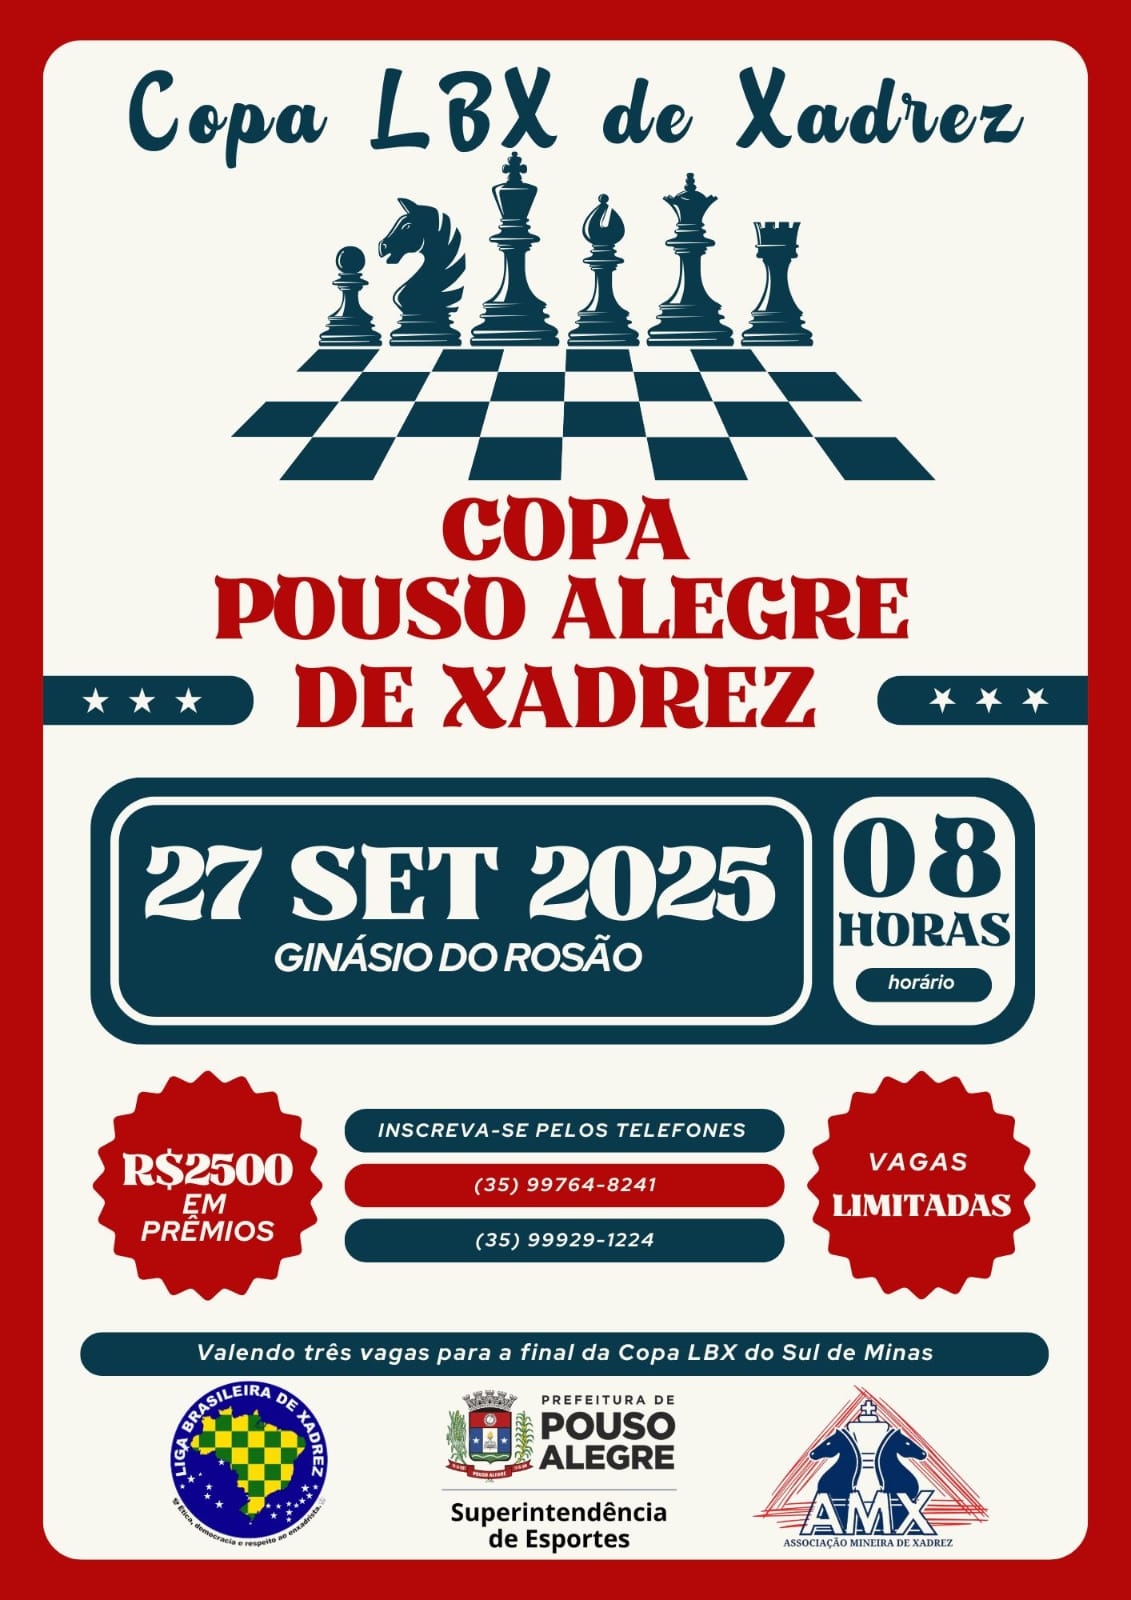 Copa LBX de Xadrez
COPA
POUSO ALEGRE
DE XADREZ
27 SET 2025
GINÁSIO DO ROSÃO
08
HORAS
horário
R$2500
EM
PRÊMIOS
INSCREVA-SE PELOS TELEFONES
(35) 99764-8241
(35) 99929-1224
VAGAS
LIMITADAS
Valendo três vagas para a final da Copa LBX do Sul de Minas
LIGA BRASILEIRA DE XADREZ
Ética, democracia e respeito ao enxadrista.
PREFEITURA DE
POUSO
ALEGRE
POUSO ALEGRE
Superintendência
de Esportes
AMX
ASSOCIAÇÃO MINEIRA DE XADREZ